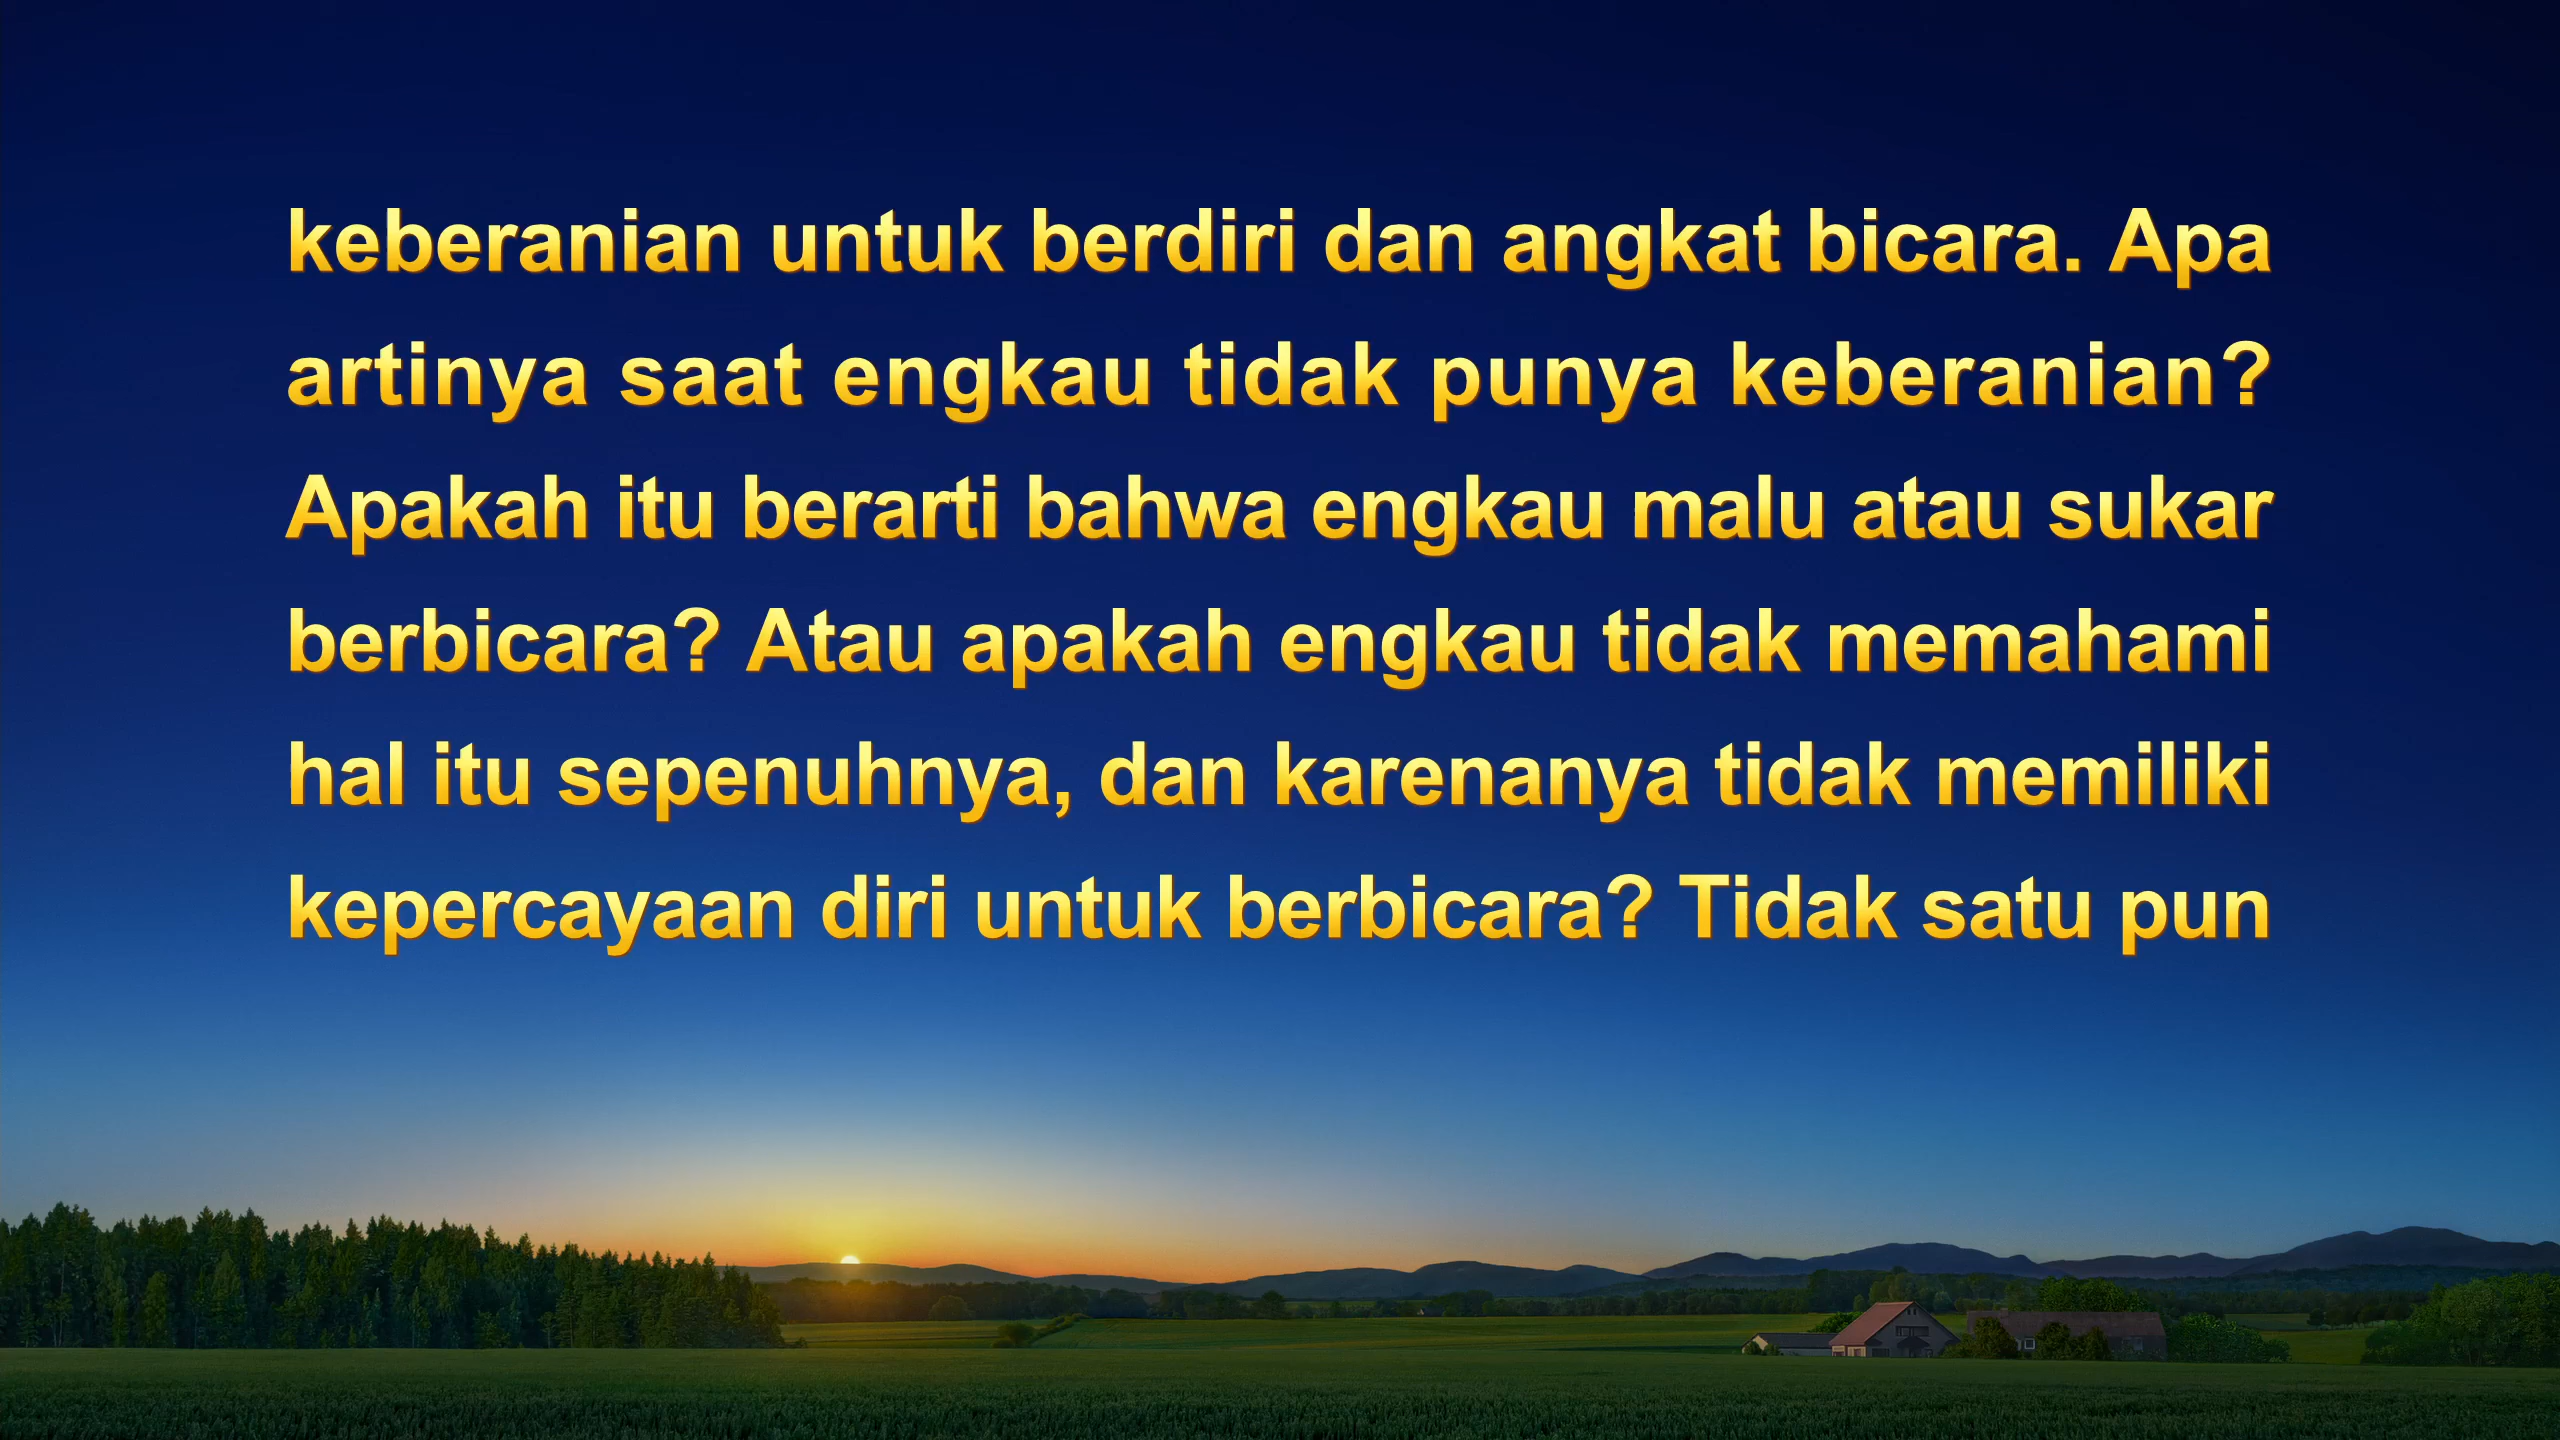 keberanian untuk berdiri dan angkat bicara. Apa
artinya saat engkau tidak punya keberanian?
Apakah itu berarti bahwa engkau malu atau sukar
berbicara? Atau apakah engkau tidak memahami
hal itu sepenuhnya, dan karenanya tidak memiliki
kepercayaan diri untuk berbicara? Tidak satu pun